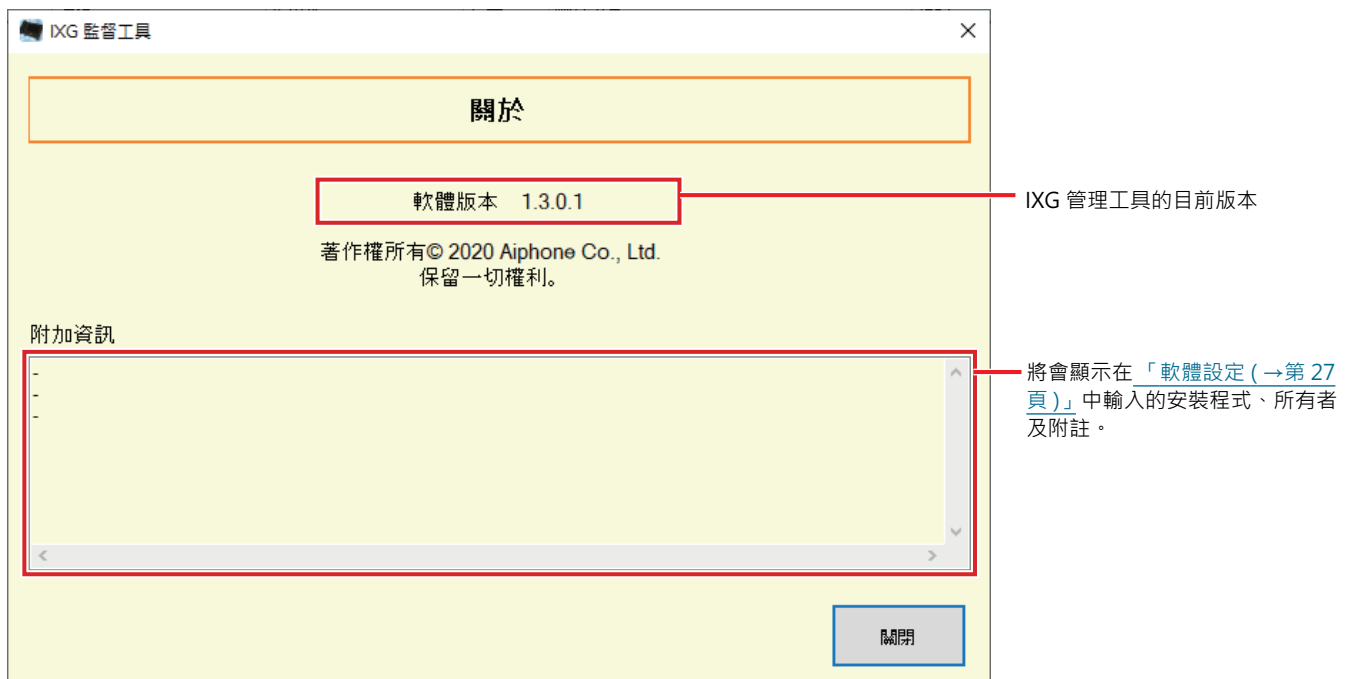 IXG 監督工具
關於
軟體版本 1.3.0.1
IXG 管理工具的目前版本
著作權所有© 2020 Aiphone Co., Ltd.
保留一切權利。
附加資訊
-
-
-
將會顯示在「軟體設定 ( →第 27
頁 )」中輸入的安裝程式、所有者
及附註。
關閉